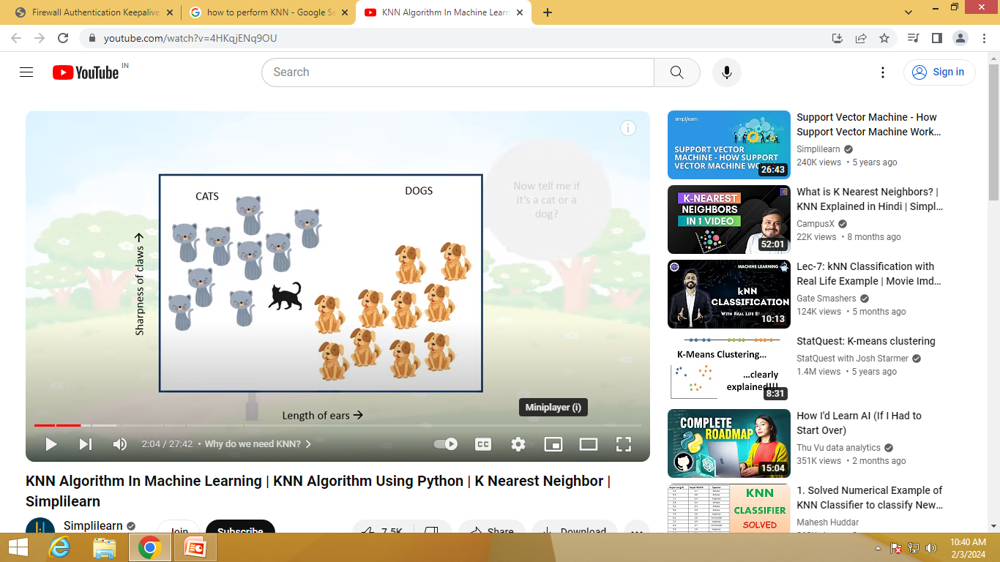 Firewall Authentication Keepalive
how to perform KNN - Google Se
KNN Algorithm In Machine Learn
youtube.com/watch?v=4HKqjENq9OU
YouTube IN
Search
Sign in
Now tell me if
it's a cat or a
dog?
CATS
DOGS
Sharpness of claws →
Length of ears →
Miniplayer (i)
2:04 / 27:42 • Why do we need KNN? >
CC
KNN Algorithm In Machine Learning | KNN Algorithm Using Python | K Nearest Neighbor |
Simplilearn
Simplilearn
Join
Subscribe
7.5K
Share
Download
simplilearn
SUPPORT VECTOR
MACHINE - HOW SUPPORT
VECTOR MACHINE WO
26:43
Support Vector Machine - How
Support Vector Machine Work...
Simplilearn
240K views • 5 years ago
K-NEAREST
NEIGHBORS
IN 1 VIDEO
52:01
What is K Nearest Neighbors? |
KNN Explained in Hindi | Simpl...
CampusX
22K views • 8 months ago
MACHINE LEARNING
kNN
CLASSIFICATION
WITH REAL LIFE
10:13
Lec-7: kNN Classification with
Real Life Example | Movie Imd...
Gate Smashers
124K views • 5 months ago
K-Means Clustering...
...clearly
explained!!!
8:31
StatQuest: K-means clustering
StatQuest with Josh Starmer
1.4M views • 5 years ago
COMPLETE
ROADMAP
15:04
How I'd Learn AI (If I Had to
Start Over)
Thu Vu data analytics
351K views • 2 months ago
KNN
CLASSIFIER
SOLVED
1. Solved Numerical Example of
KNN Classifier to classify New...
Mahesh Huddar
10:40 AM
2/3/2024